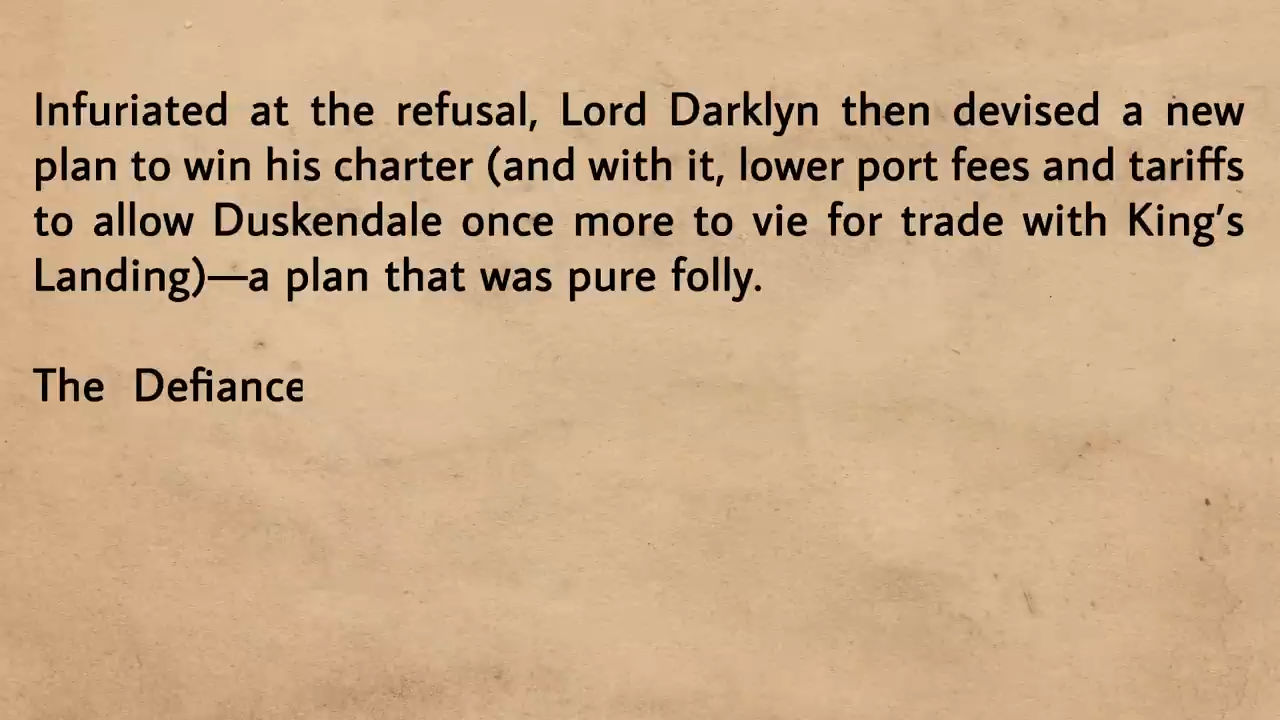 Infuriated at the refusal, Lord Darklyn then devised a new
plan to win his charter (and with it, lower port fees and tariffs
to allow Duskendale once more to vie for trade with King’s
Landing)—a plan that was pure folly.
The Defiance